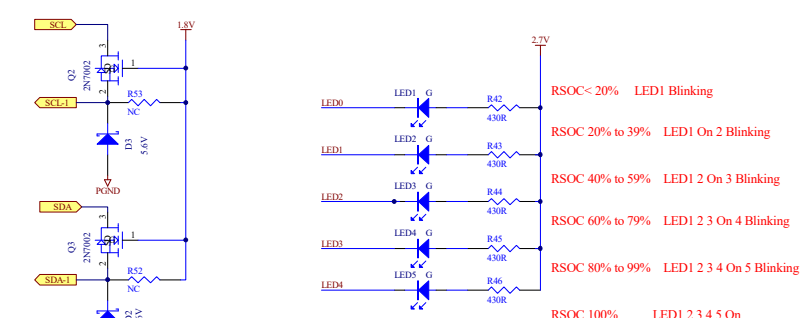 SCL
1.8V
3
Q2
2N7002
1
2
SCL-1
R53
NC
D3
5.6V
PGND
SDA
3
Q3
2N7002
1
2
SDA-1
R52
NC
2.7V
LED0
LED1 G
R42
430R
LED1
LED2 G
R43
430R
LED2
LED3 G
R44
430R
LED3
LED4 G
R45
430R
LED4
LED5 G
R46
430R
RSOC< 20% LED1 Blinking
RSOC 20% to 39% LED1 On 2 Blinking
RSOC 40% to 59% LED1 2 On 3 Blinking
RSOC 60% to 79% LED1 2 3 On 4 Blinking
RSOC 80% to 99% LED1 2 3 4 On 5 Blinking
RSOC 100% LED1 2 3 4 5 On